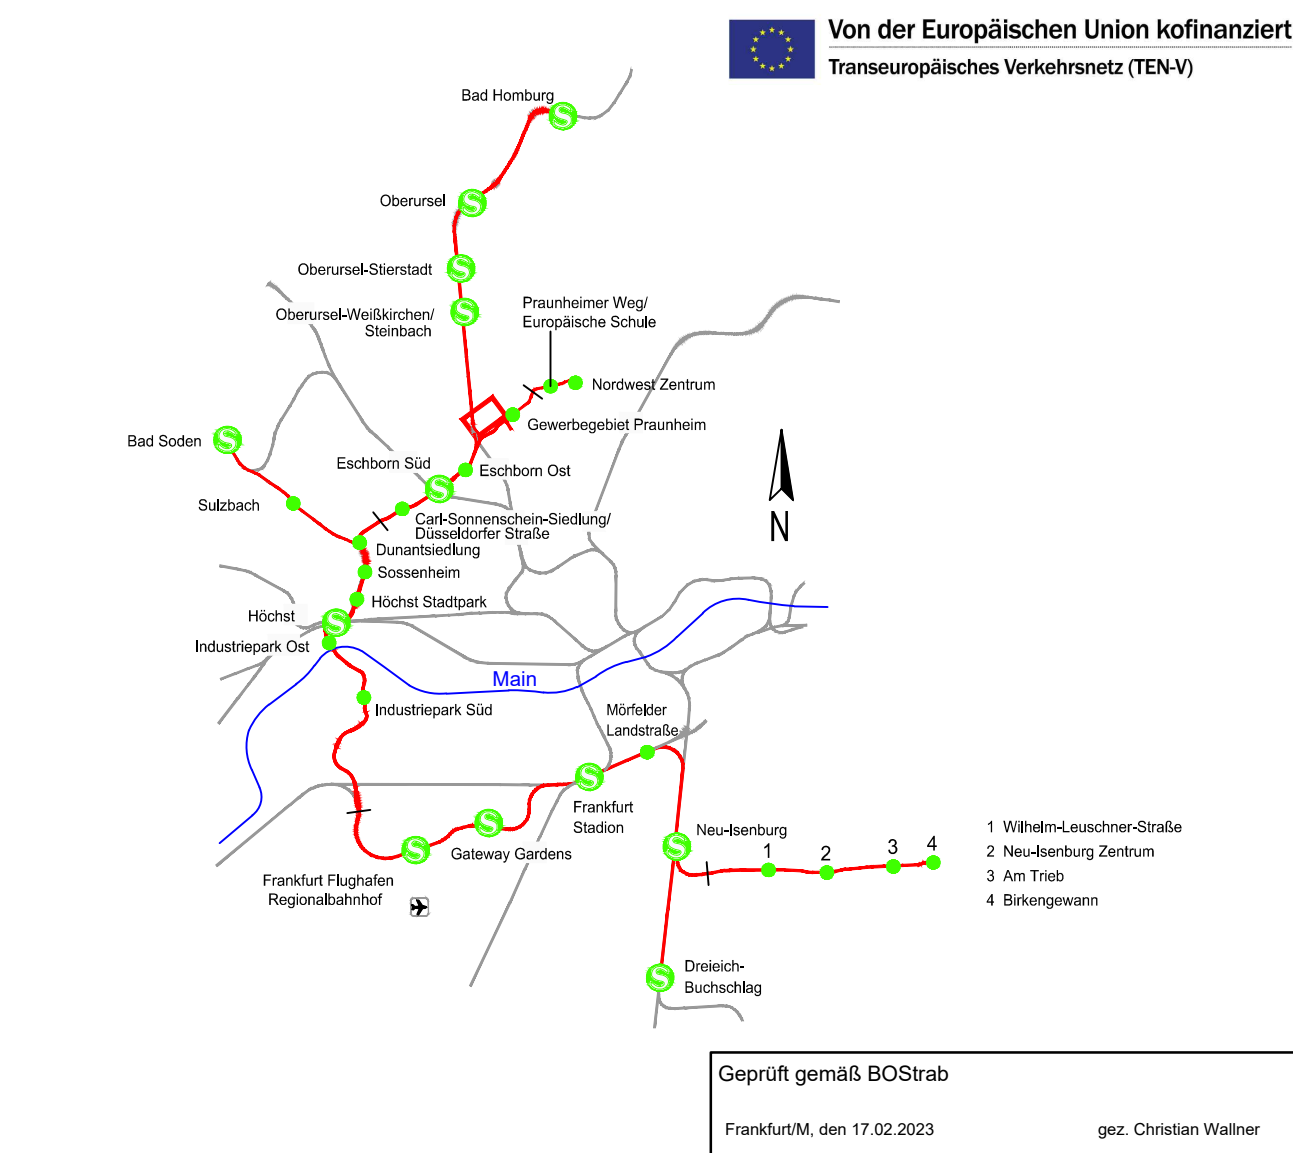 Von der Europäischen Union kofinanziert
Transeuropäisches Verkehrsnetz (TEN-V)
Bad Homburg
Oberursel
Oberursel-Stierstadt
Oberursel-Weißkirchen/
Steinbach
Praunheimer Weg/
Europäische Schule
Nordwest Zentrum
Gewerbegebiet Praunheim
Bad Soden
Eschborn Süd
Eschborn Ost
Sulzbach
Carl-Sonnenschein-Siedlung/
Düsseldorfer Straße
Dunantsiedlung
Sossenheim
Höchst Stadtpark
Höchst
Industriepark Ost
N
Main
Industriepark Süd
Mörfelder
Landstraße
Frankfurt
Stadion
Gateway Gardens
Frankfurt Flughafen
Regionalbahnhof
Neu-Isenburg
1
2
3
4
1 Wilhelm-Leuschner-Straße
2 Neu-Isenburg Zentrum
3 Am Trieb
4 Birkengewann
Dreieich-
Buchschlag
S
S
S
S
S
S
S
S
S
S
S
S
Geprüft gemäß BOStrab
Frankfurt/M, den 17.02.2023 gez. Christian Wallner